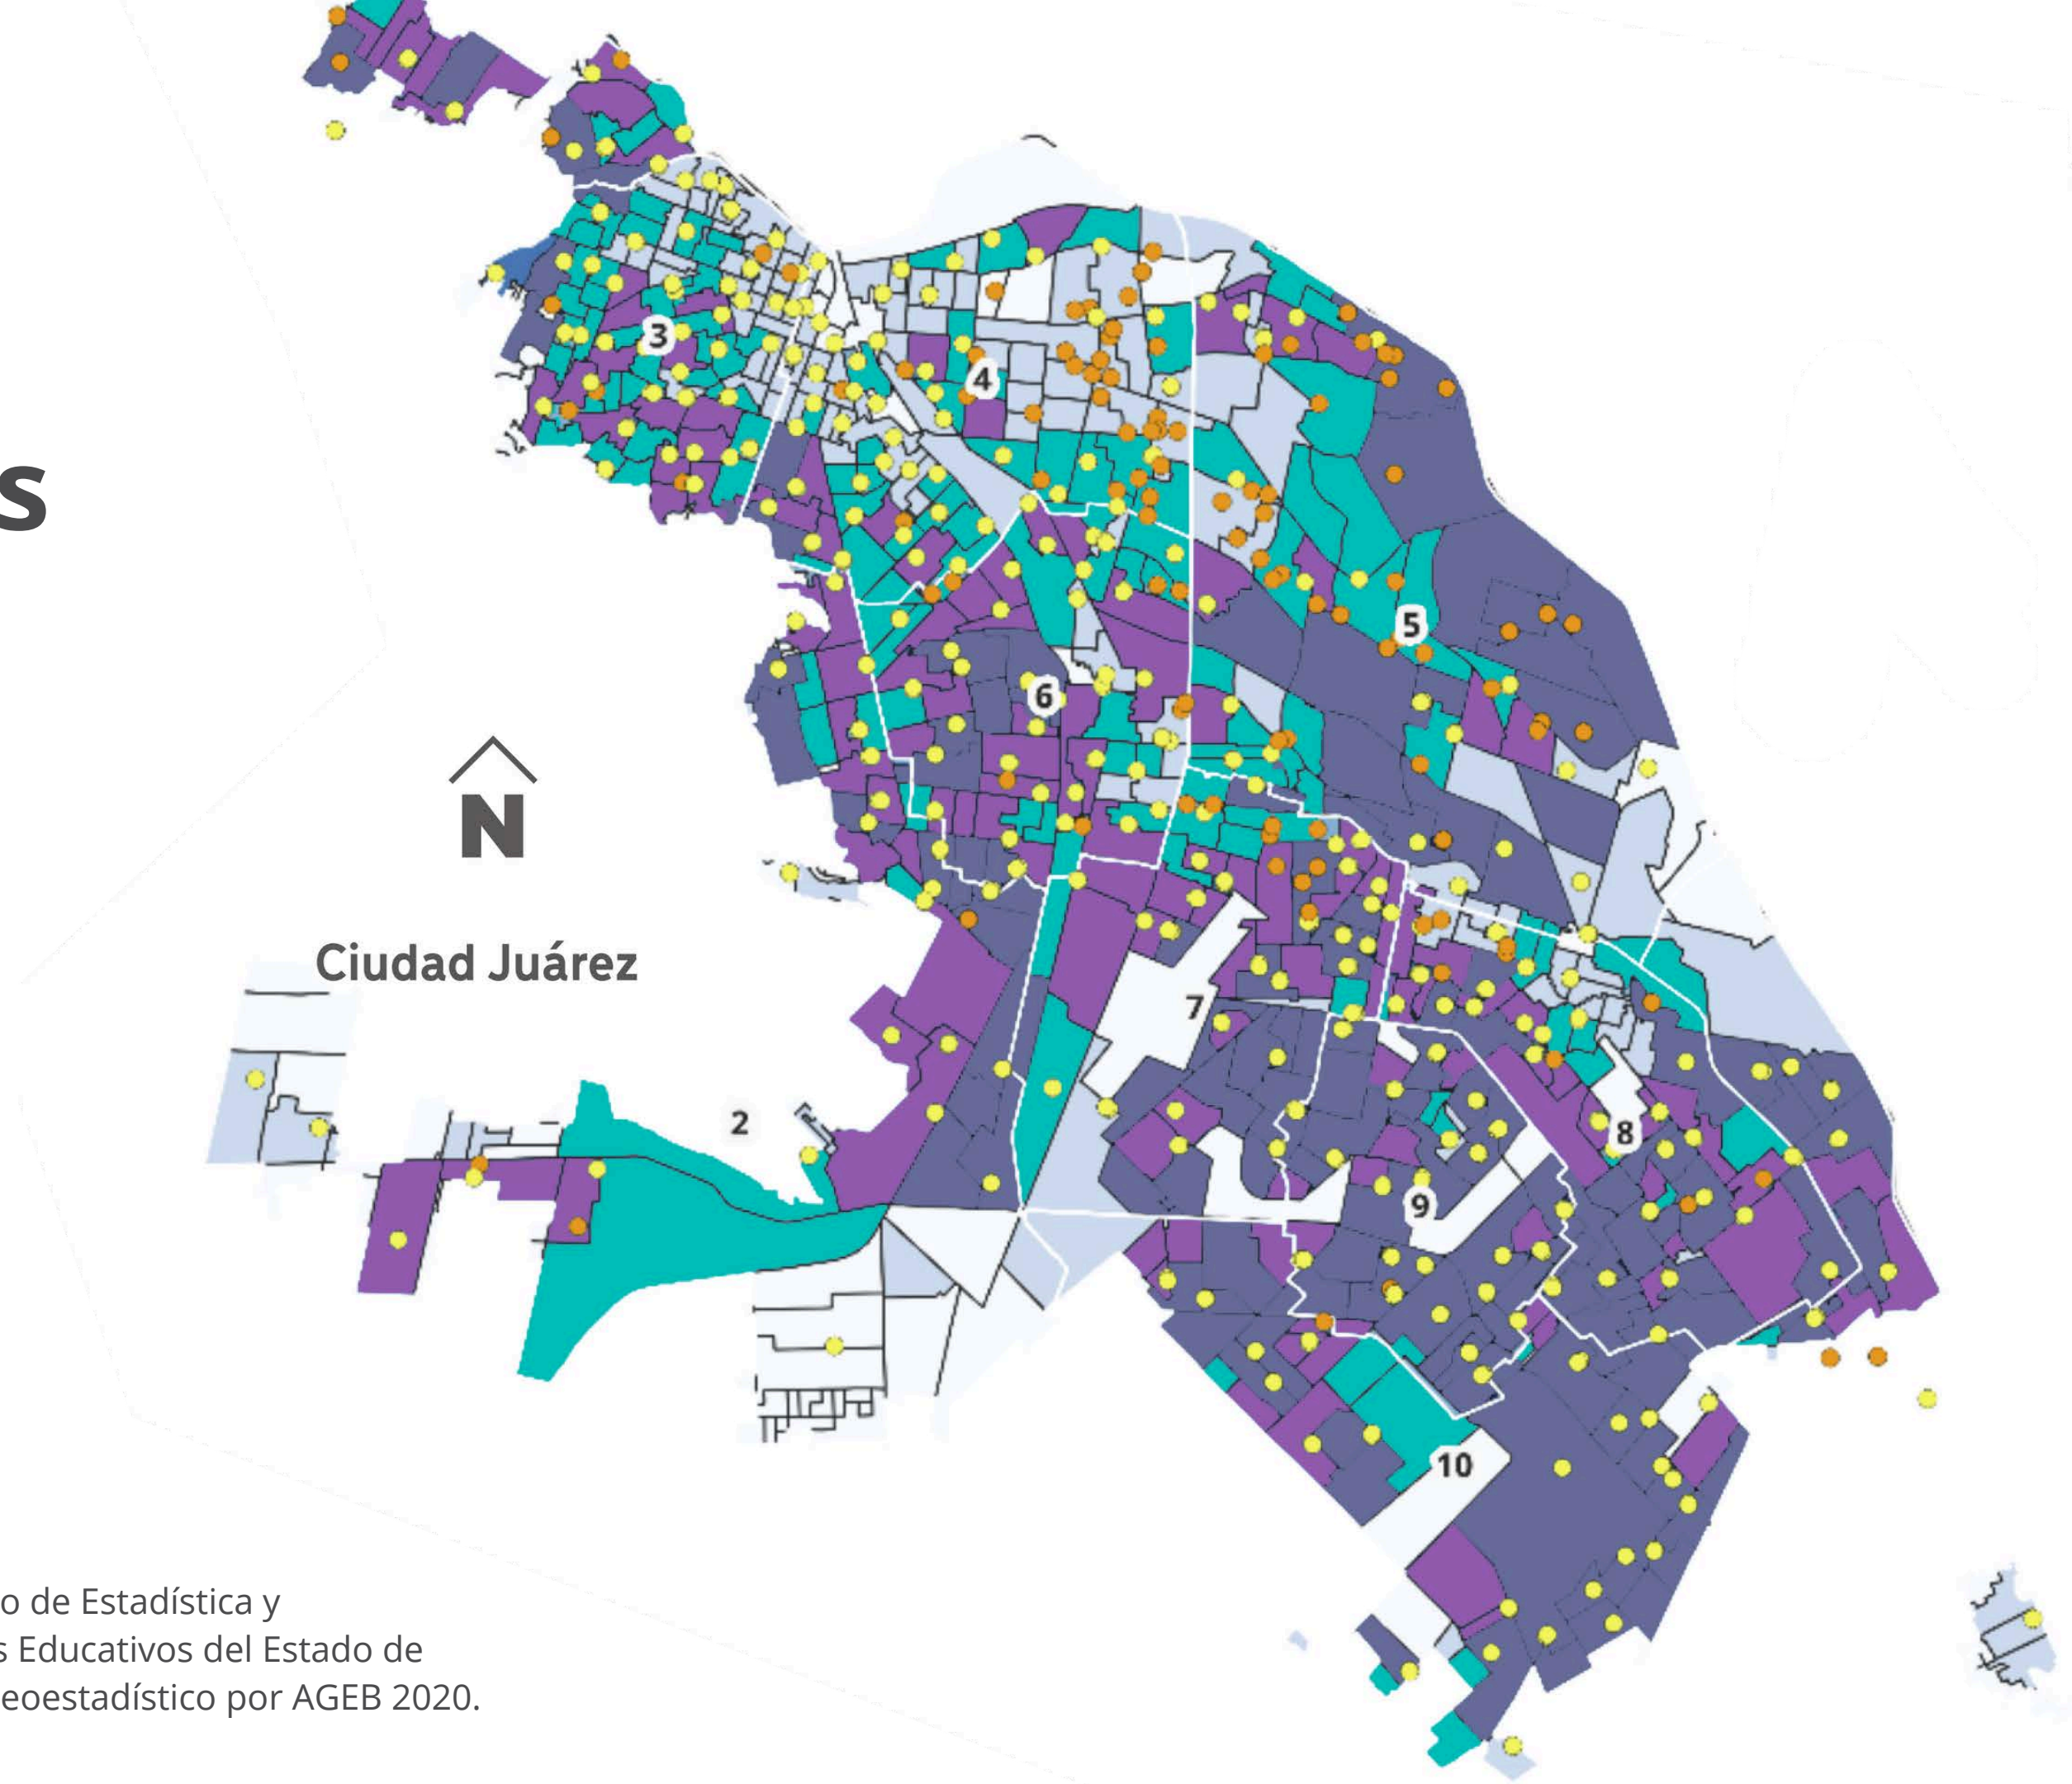 s
3
4
5
6
N
Ciudad Juárez
7
2
8
9
10
o de Estadística y
s Educativos del Estado de
eoestadístico por AGEB 2020.